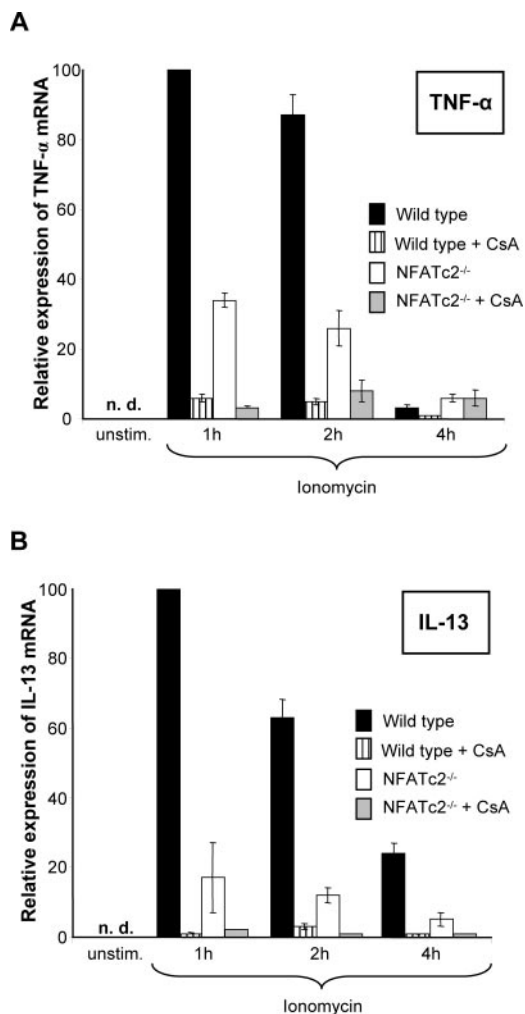 A
Relative expression of TNF-α mRNA
100
80
60
40
20
0
TNF-α
Wild type
Wild type + CsA
NFATc2-/-
NFATc2-/- + CsA
n. d.
unstim.
1h
2h
4h
Ionomycin
B
Relative expression of IL-13 mRNA
100
80
60
40
20
0
IL-13
Wild type
Wild type + CsA
NFATc2-/-
NFATc2-/- + CsA
n. d.
unstim.
1h
2h
4h
Ionomycin